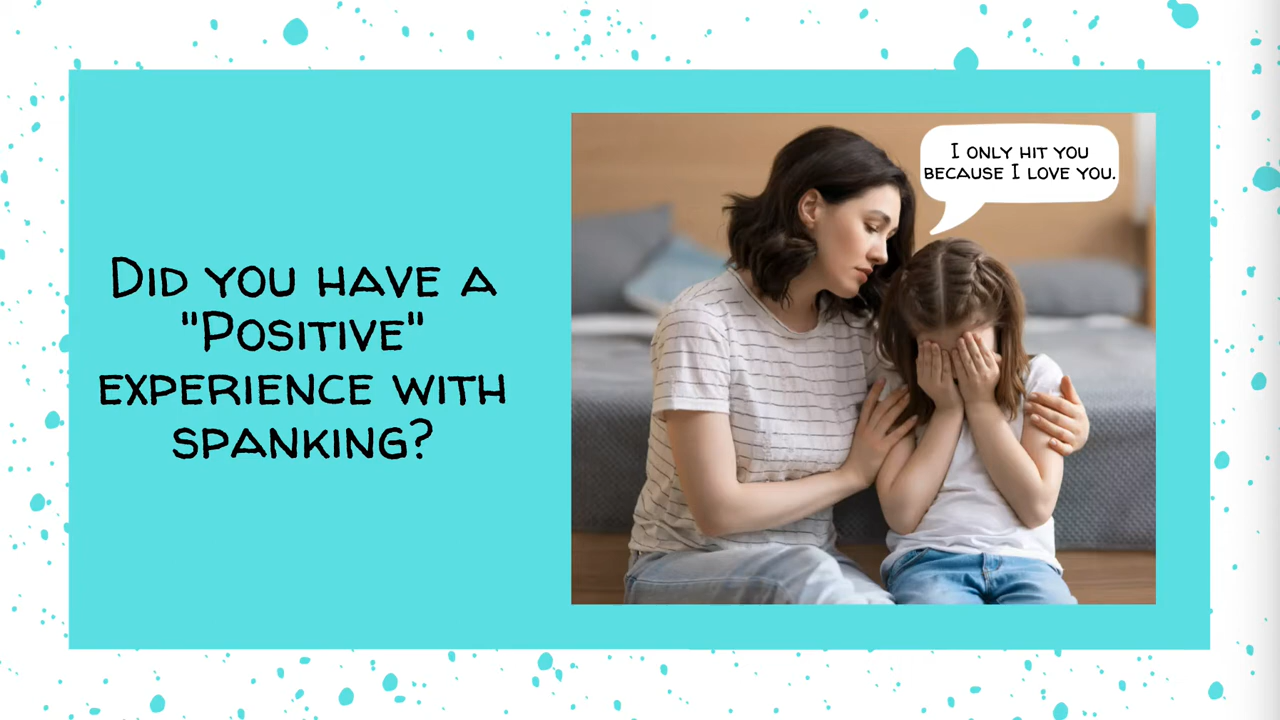 Did you have a
"Positive"
experience with
spanking?
I only hit you
because I love you.